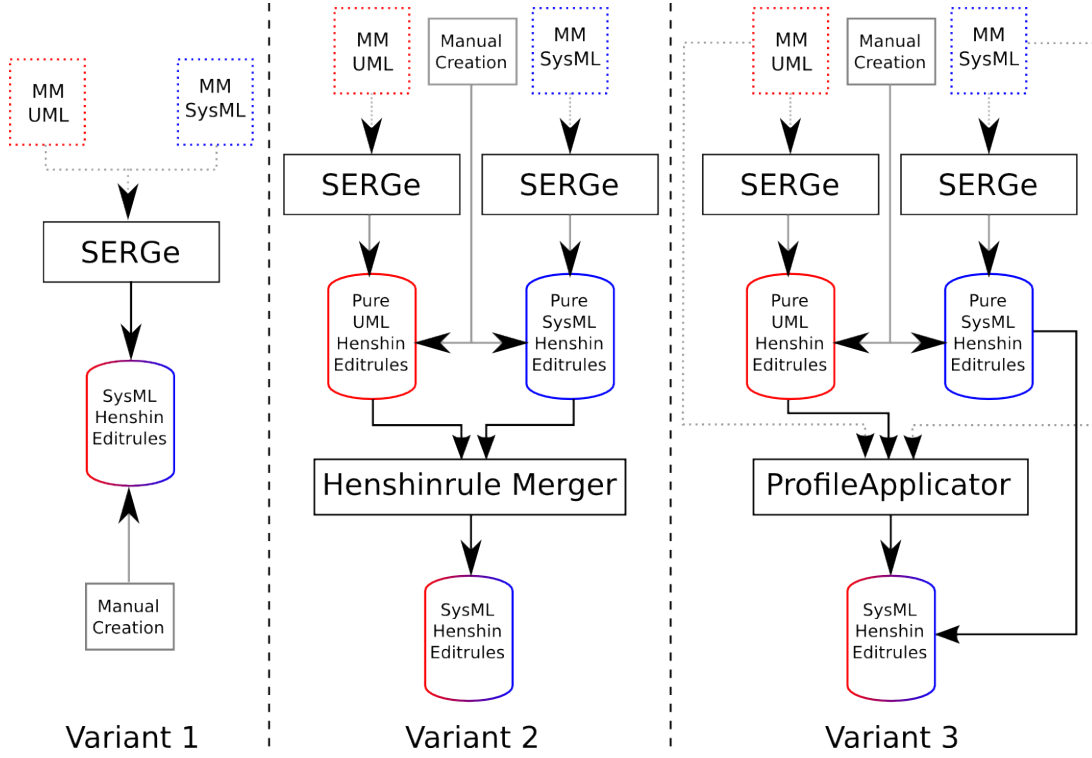 MM
UML
MM
SysML
SERGe
SysML
Henshin
Editrules
Manual
Creation
Variant 1
MM
UML
Manual
Creation
MM
SysML
SERGe
SERGe
Pure
UML
Henshin
Editrules
Pure
SysML
Henshin
Editrules
Henshinrule Merger
SysML
Henshin
Editrules
Variant 2
MM
UML
Manual
Creation
MM
SysML
SERGe
SERGe
Pure
UML
Henshin
Editrules
Pure
SysML
Henshin
Editrules
ProfileApplicator
SysML
Henshin
Editrules
Variant 3